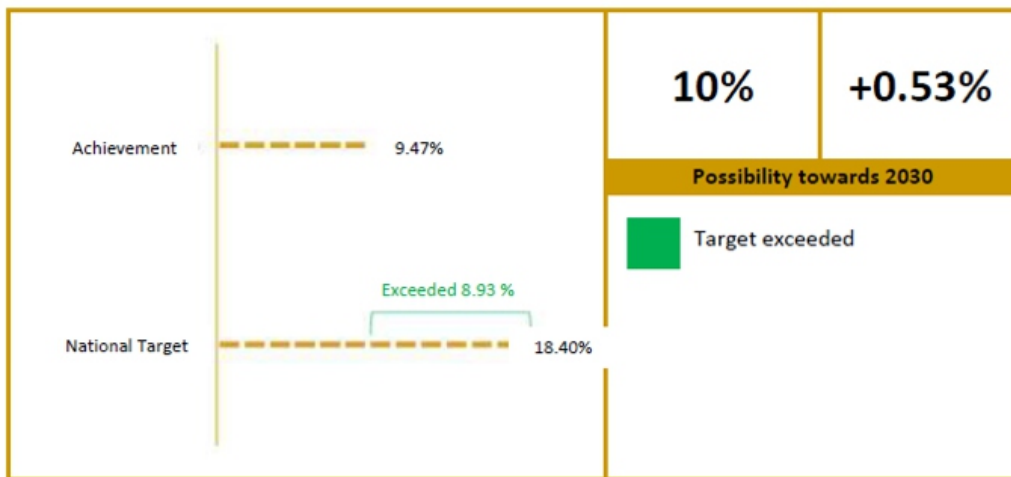 Achievement
9.47%
Exceeded 8.93 %
National Target
18.40%
10%
+0.53%
Possibility towards 2030
Target exceeded